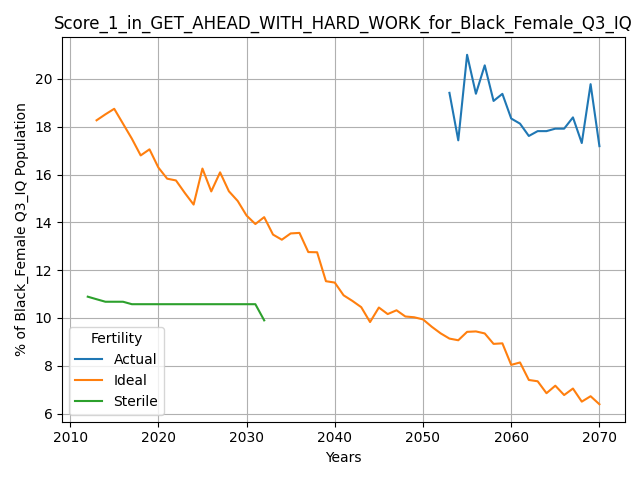 Score_1_in_GET_AHEAD_WITH_HARD_WORK_for_Black_Female_Q3_IQ
% of Black_Female Q3_IQ Population
20
18
16
14
12
10
8
6
Fertility
Actual
Ideal
Sterile
2010 2020 2030 2040 2050 2060 2070
Years